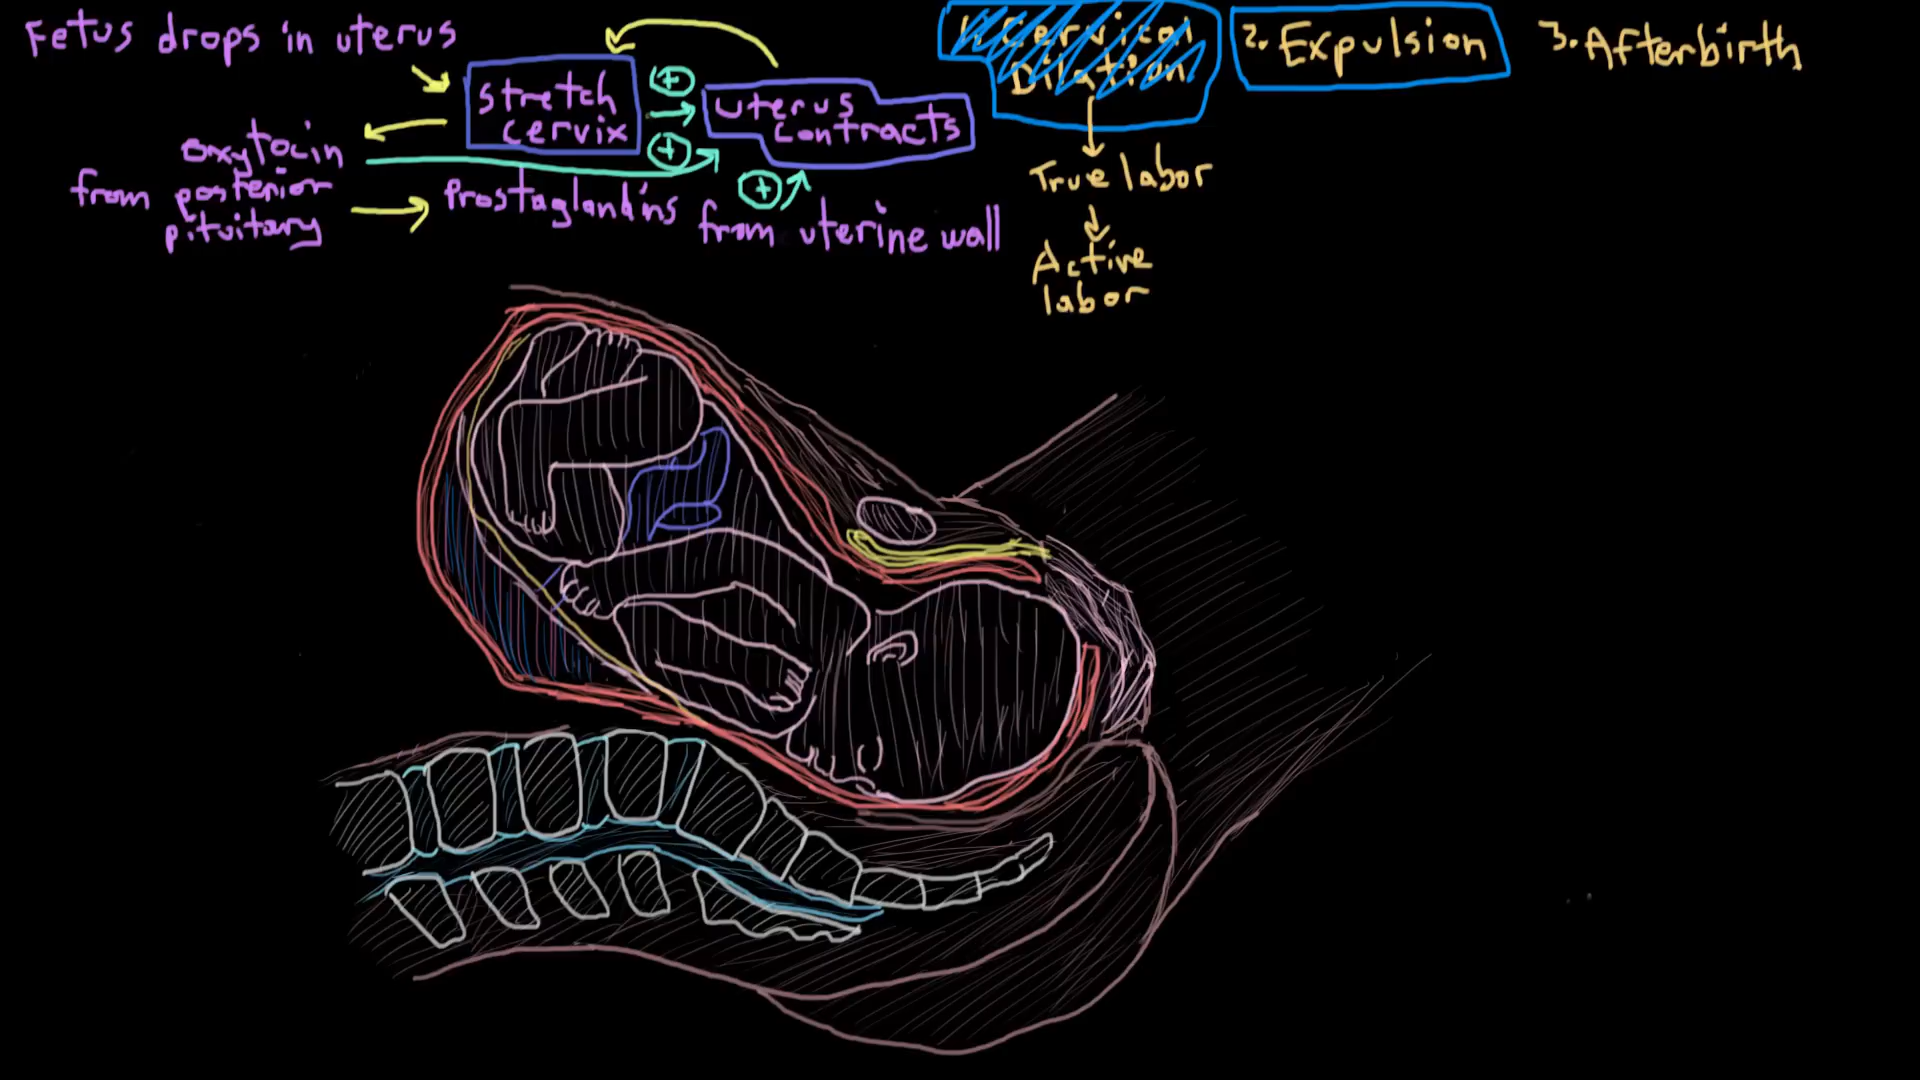 Fetus drops in uterus
stretch
cervix
+
+
uterus
contracts
oxytocin
from posterior
pituitary
Prostaglandins
from uterine wall
+
1. Cervical
Dilation
2. Expulsion
3. Afterbirth
True labor
Active
labor